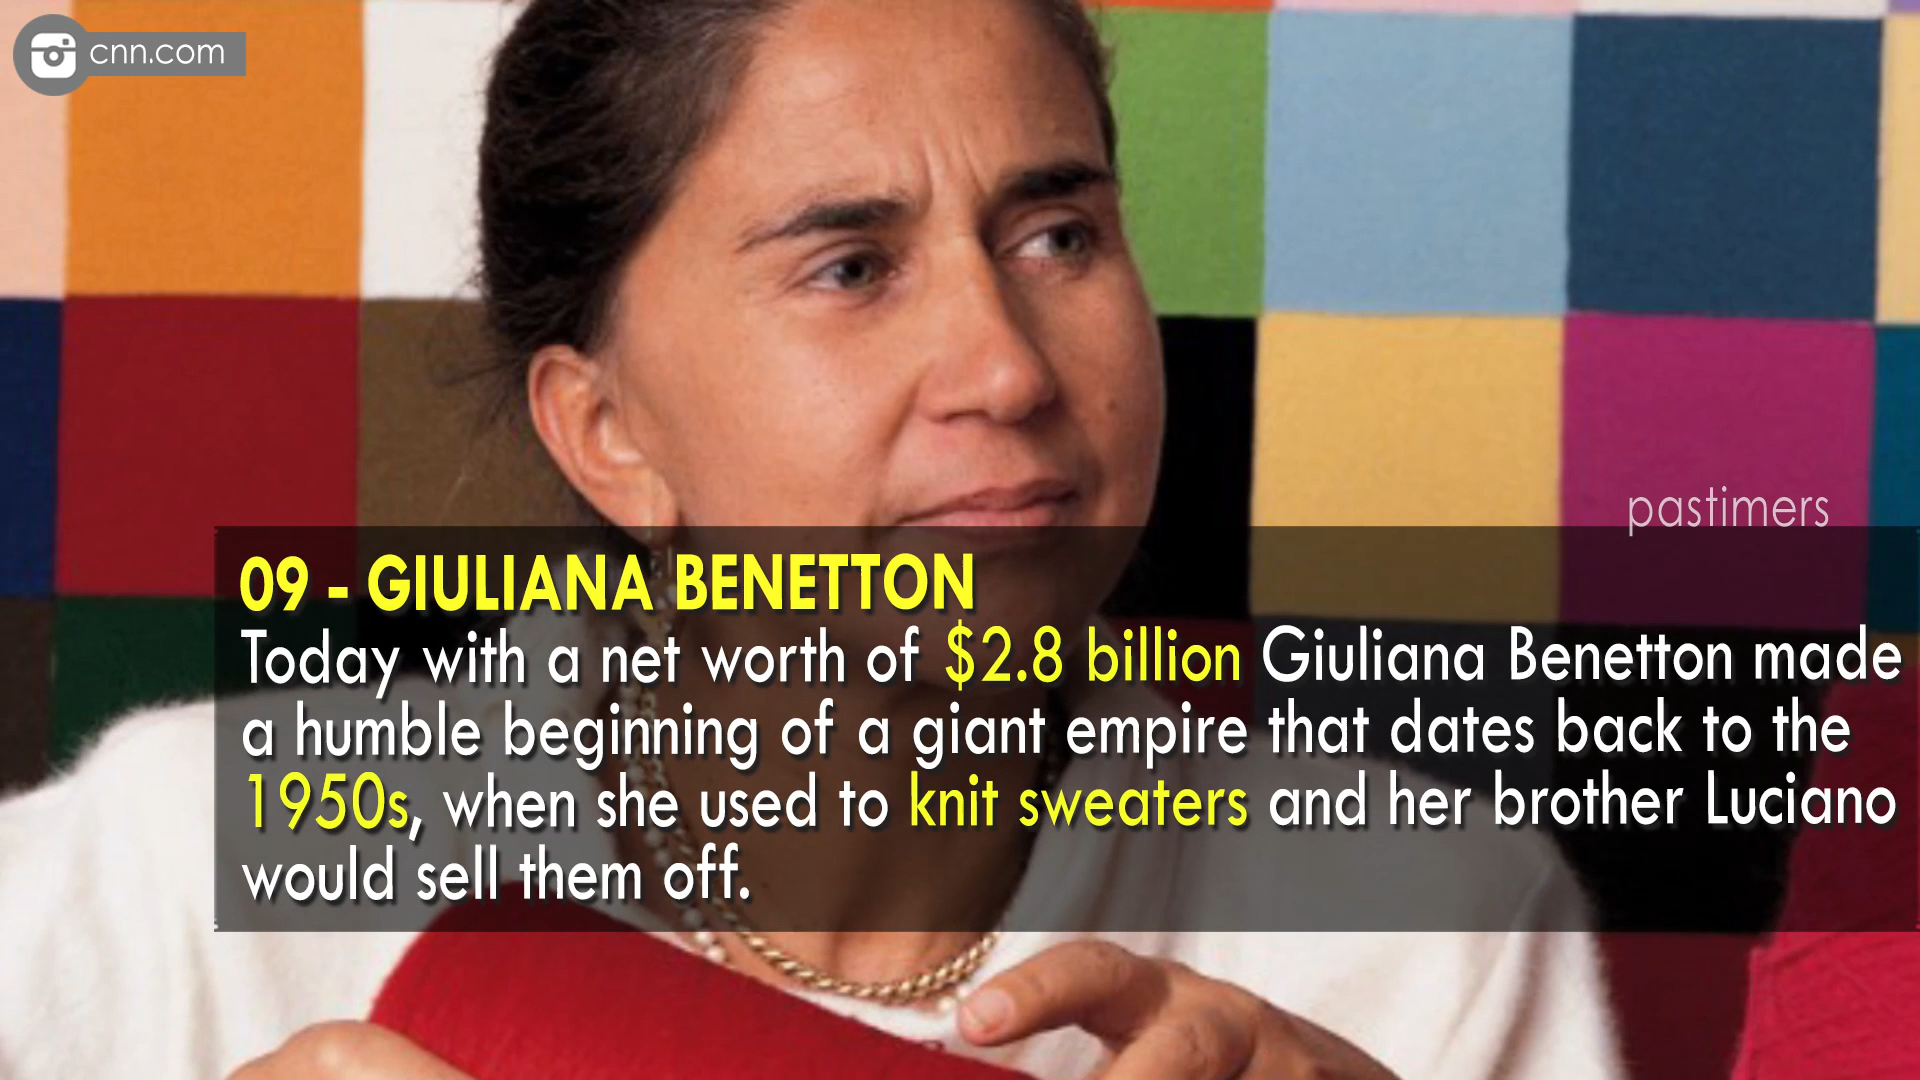 cnn.com
pastimers
09 - GIULIANA BENETTON
Today with a net worth of $2.8 billion Giuliana Benetton made
a humble beginning of a giant empire that dates back to the
1950s, when she used to knit sweaters and her brother Luciano
would sell them off.